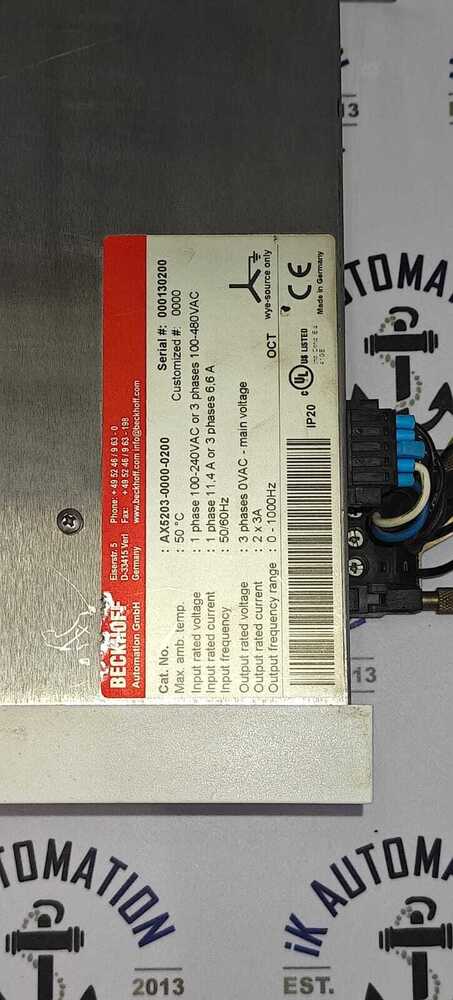 BECKHOFF
Automation GmbH
Eiserstr. 5
D-33415 Verl
Germany
Phone: + 49 52 46 / 9 63 - 0
Fax: + 49 52 46 / 9 63 - 198
www.beckhoff.com info@beckhoff.com
Cat. No. : AX5203-0000-0200 Serial #: 000130200
Max. amb. temp. : 50 °C Customized #: 0000
Input rated voltage : 1 phase 100-240VAC or 3 phases 100-480VAC
Input rated current : 1 phase 11,4 A or 3 phases 6,6 A
Input frequency : 50/60Hz
Output rated voltage : 3 phases 0VAC - main voltage
Output rated current : 2 x 3A
Output frequency range : 0 - 1000Hz
OCT
wye-source only
IP20
c UL US LISTED
CE
Made in Germany
13
AUTOMATION
13
AUTOMATION
2013
iK AUTOMATION
EST.